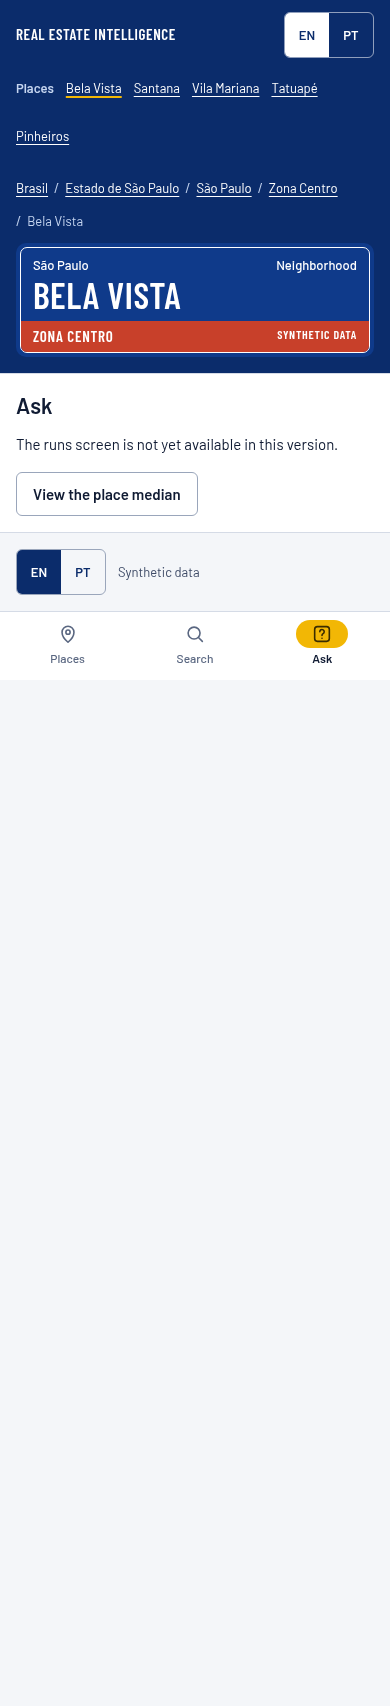 REAL ESTATE INTELLIGENCE
EN PT
Places Bela Vista Santana Vila Mariana Tatuapé
Pinheiros
Brasil / Estado de São Paulo / São Paulo / Zona Centro
/ Bela Vista
São Paulo Neighborhood
BELA VISTA
ZONA CENTRO SYNTHETIC DATA
Ask
The runs screen is not yet available in this version.
View the place median
EN PT Synthetic data
Places Search Ask